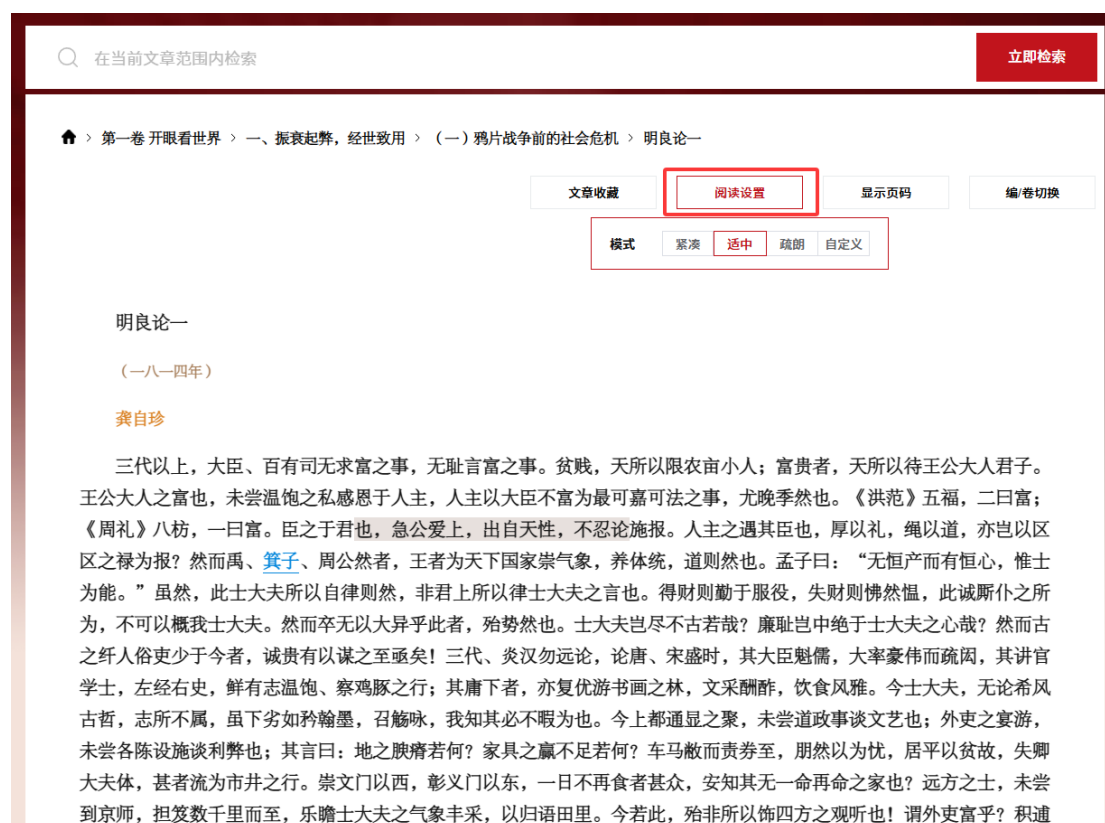 在当前文章范围内检索 立即检索
第一卷 开眼看世界 > 一、振衰起弊，经世致用 > （一）鸦片战争前的社会危机 > 明良论一
文章收藏 阅读设置 显示页码 编/卷切换
模式 紧凑 适中 疏朗 自定义
明良论一
（一八一四年）
龚自珍
三代以上，大臣、百有司无求富之事，无耻言富之事。贫贱，天所以限农亩小人；富贵者，天所以待王公大人君子。
王公大人之富也，未尝温饱之私感恩于人主，人主以大臣不富为最可嘉可法之事，尤晚季然也。《洪范》五福，二曰富；
《周礼》八枋，一曰富。臣之于君也，急公爱上，出自天性，不忍论施报。人主之遇其臣也，厚以礼，绳以道，亦岂以区
区之禄为报？然而禹、箕子、周公然者，王者为天下国家崇气象，养体统，道则然也。孟子曰：“无恒产而有恒心，惟士
为能。”虽然，此士大夫所以自律则然，非君上所以律士大夫之言也。得财则勤于服役，失财则怫然愠，此诚厮仆之所
为，不可以概我士大夫。然而卒无以大异乎此者，殆势然也。士大夫岂尽不古若哉？廉耻岂中绝于士大夫之心哉？然而古
之纤人俗吏少于今者，诚贵有以谋之至亟矣！三代、炎汉勿远论，论唐、宋盛时，其大臣魁儒，大率豪伟而疏闳，其讲官
学士，左经右史，鲜有志温饱、察鸡豚之行；其庸下者，亦复优游书画之林，文采酬酢，饮食风雅。今士大夫，无论希风
古哲，志所不属，虽下劣如矜翰墨，召觞咏，我知其必不暇为也。今上都通显之聚，未尝道政事谈文艺也；外吏之宴游，
未尝各陈设施谈利弊也；其言曰：地之腴瘠若何？家具之赢不足若何？车马敝而责券至，朋然以为忧，居平以贫故，失卿
大夫体，甚者流为市井之行。崇文门以西，彰义门以东，一日不再食者甚众，安知其无一命再命之家也？远方之士，未尝
到京师，担笈数千里而至，乐瞻士大夫之气象丰采，以归语田里。今若此，殆非所以饰四方之观听也！谓外吏富乎？积逋